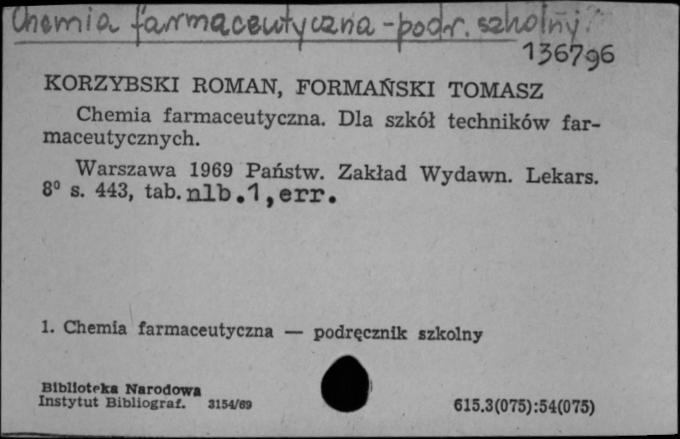 Chemia farmaceutyczna - podr. szkolny
136796
KORZYBSKI ROMAN, FORMAŃSKI TOMASZ
Chemia farmaceutyczna. Dla szkół techników far-
maceutycznych.
Warszawa 1969 Państw. Zakład Wydawn. Lekars.
8⁰ s. 443, tab. nlb.1,err.
1. Chemia farmaceutyczna — podręcznik szkolny
Biblioteka Narodowa
Instytut Bibliograf. 3154/69
615.3(075):54(075)